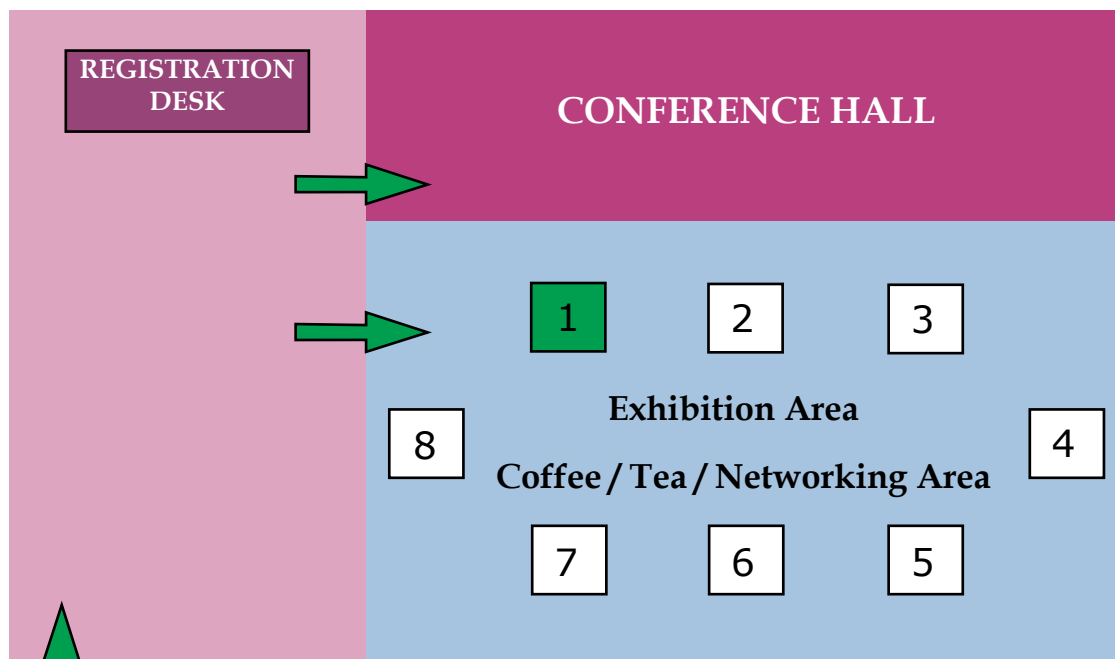 REGISTRATION
DESK
CONFERENCE HALL
1
2
3
Exhibition Area
8
4
Coffee / Tea / Networking Area
7
6
5